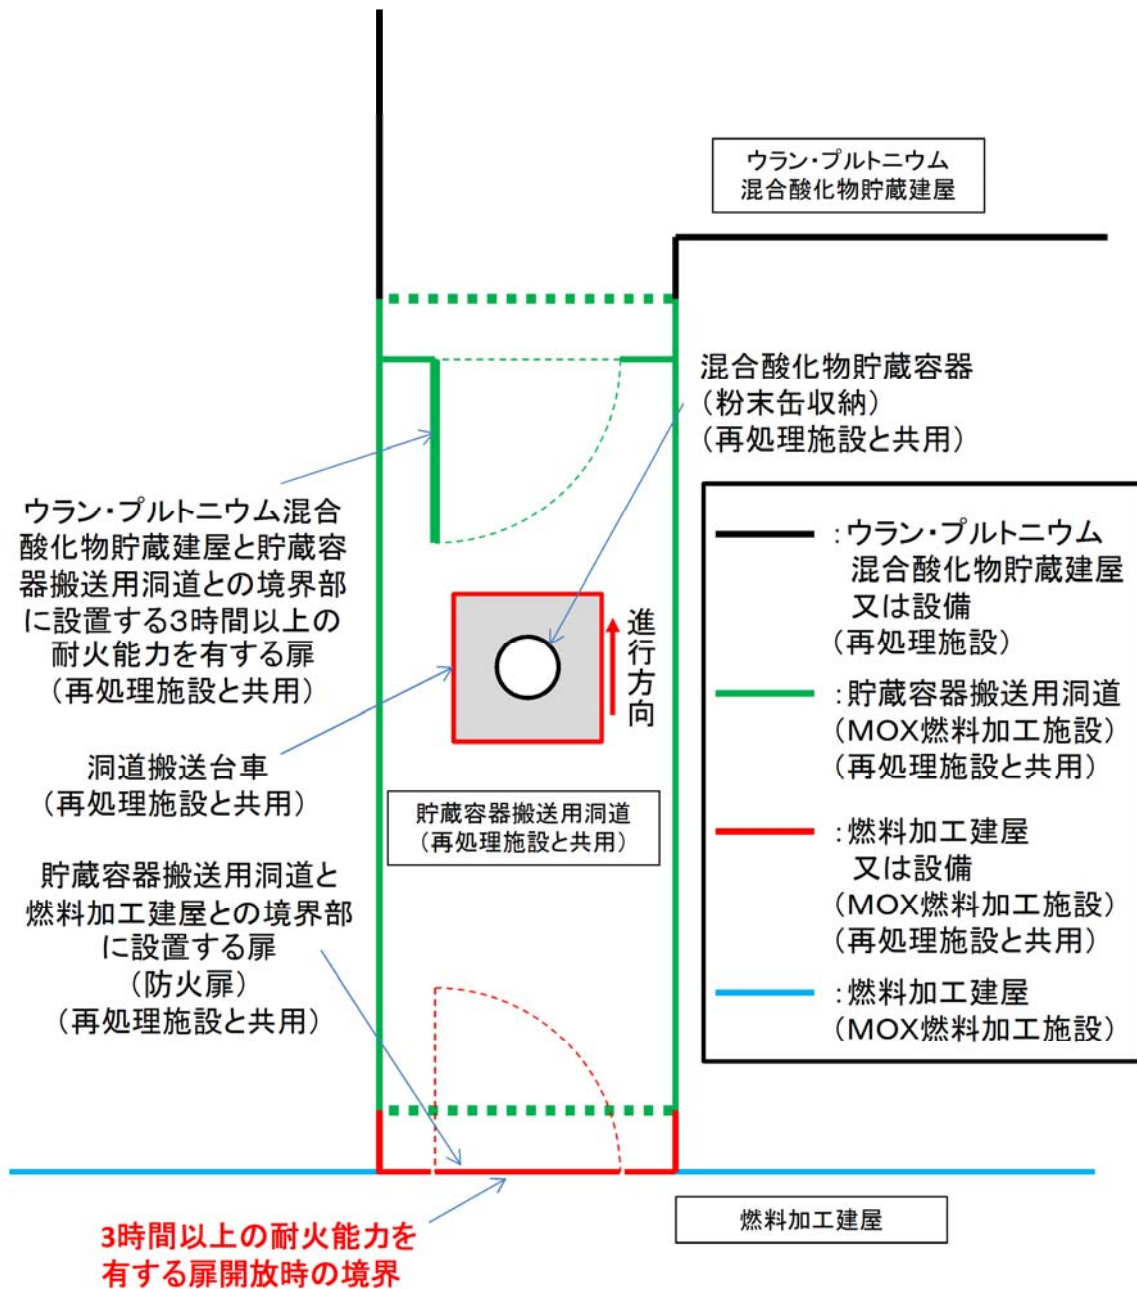 ウラン・プルトニウム
混合酸化物貯蔵建屋
混合酸化物貯蔵容器
（粉末缶収納）
（再処理施設と共用）
ウラン・プルトニウム混合
酸化物貯蔵建屋と貯蔵容
器搬送用洞道との境界部
に設置する3時間以上の
耐火能力を有する扉
（再処理施設と共用）
進行方向
洞道搬送台車
（再処理施設と共用）
貯蔵容器搬送用洞道
（再処理施設と共用）
貯蔵容器搬送用洞道と
燃料加工建屋との境界部
に設置する扉
（防火扉）
（再処理施設と共用）
：ウラン・プルトニウム
混合酸化物貯蔵建屋
又は設備
（再処理施設）
：貯蔵容器搬送用洞道
（MOX燃料加工施設）
（再処理施設と共用）
：燃料加工建屋
又は設備
（MOX燃料加工施設）
（再処理施設と共用）
：燃料加工建屋
（MOX燃料加工施設）
燃料加工建屋
3時間以上の耐火能力を
有する扉開放時の境界